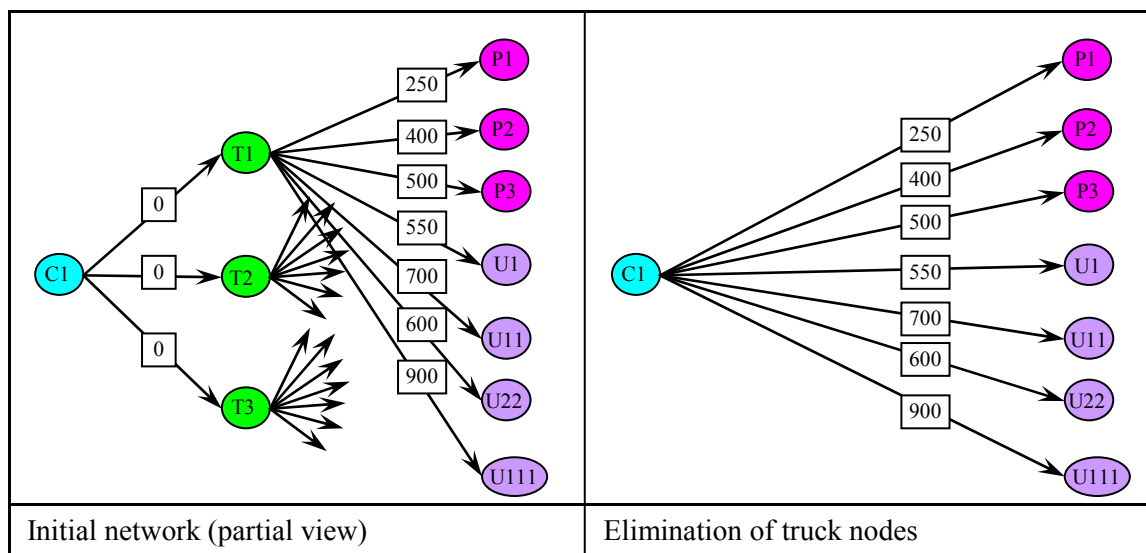 P1
250
P2
400
T1
P3
500
0
550
U1
C1
0
T2
700
U11
600
0
900
U22
T3
U111
P1
250
P2
400
P3
500
C1
550
U1
700
U11
600
U22
900
U111
Initial network (partial view)
Elimination of truck nodes